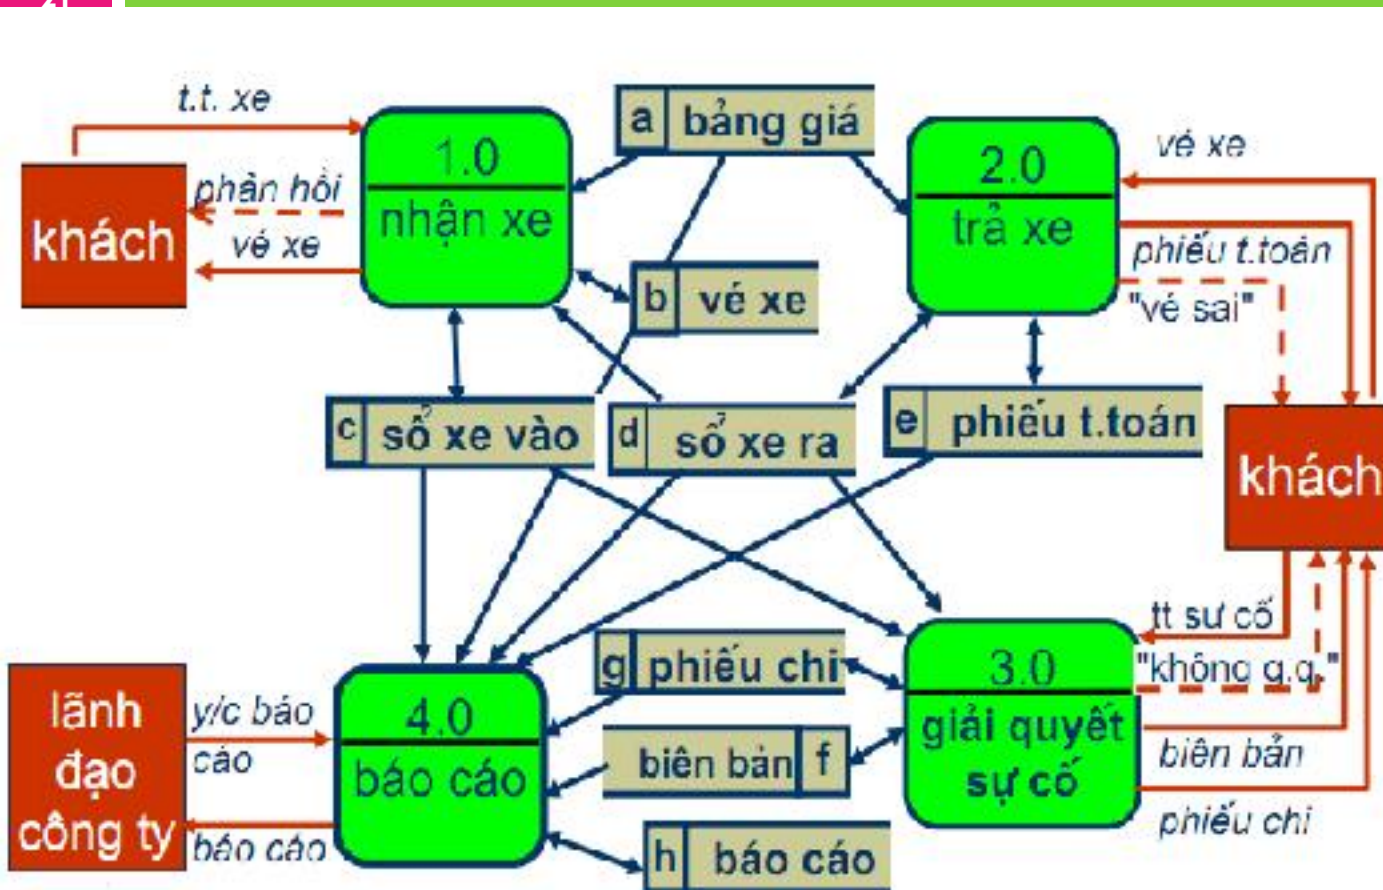 t.t. xe
1.0
nhận xe
a bảng giá
2.0
trả xe
vé xe
khách
phản hồi
vé xe
b vé xe
phiếu t.toán
"vé sai"
c sổ xe vào
d sổ xe ra
e phiếu t.toán
khách
tt sư cố
"không q.q."
g phiếu chi
3.0
giải quyết
sự cố
biên bản
phiếu chi
lãnh
đạo
công ty
y/c báo
cáo
báo cáo
4.0
báo cáo
biên bản f
h báo cáo